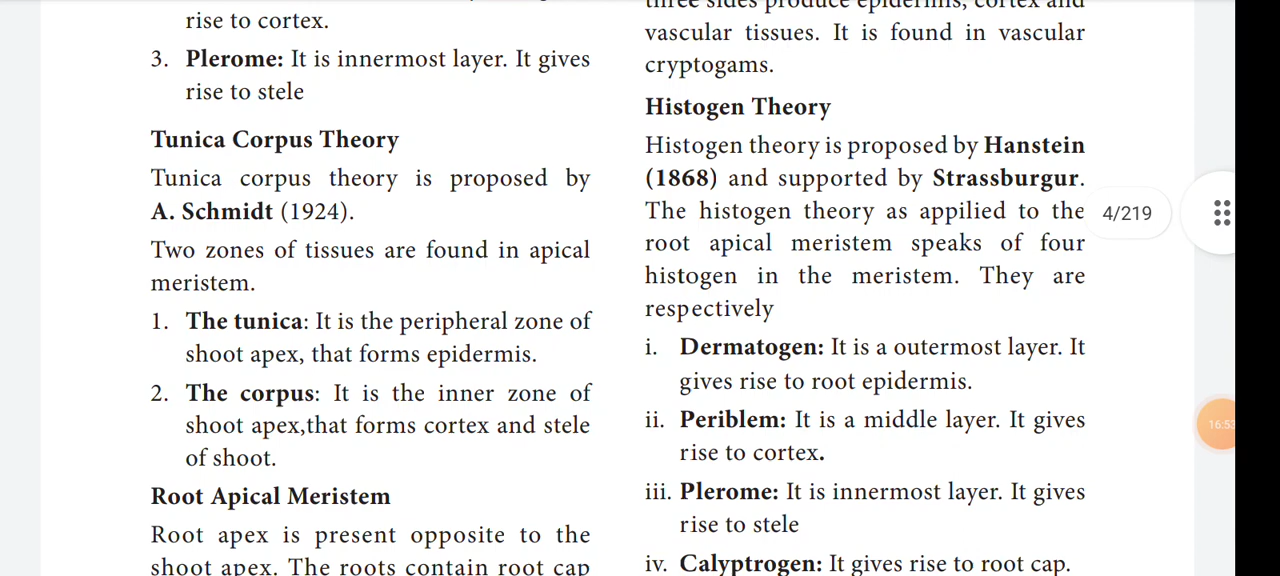 rise to cortex.
3. Plerome: It is innermost layer. It gives
rise to stele
Tunica Corpus Theory
Tunica corpus theory is proposed by
A. Schmidt (1924).
Two zones of tissues are found in apical
meristem.
1. The tunica: It is the peripheral zone of
shoot apex, that forms epidermis.
2. The corpus: It is the inner zone of
shoot apex,that forms cortex and stele
of shoot.
Root Apical Meristem
Root apex is present opposite to the
shoot apex. The roots contain root cap
three sides produce epidermis, cortex and
vascular tissues. It is found in vascular
cryptogams.
Histogen Theory
Histogen theory is proposed by Hanstein
(1868) and supported by Strassburgur.
The histogen theory as appilied to the
root apical meristem speaks of four
histogen in the meristem. They are
respectively
i. Dermatogen: It is a outermost layer. It
gives rise to root epidermis.
ii. Periblem: It is a middle layer. It gives
rise to cortex.
iii. Plerome: It is innermost layer. It gives
rise to stele
iv. Calyptrogen: It gives rise to root cap.
4/219